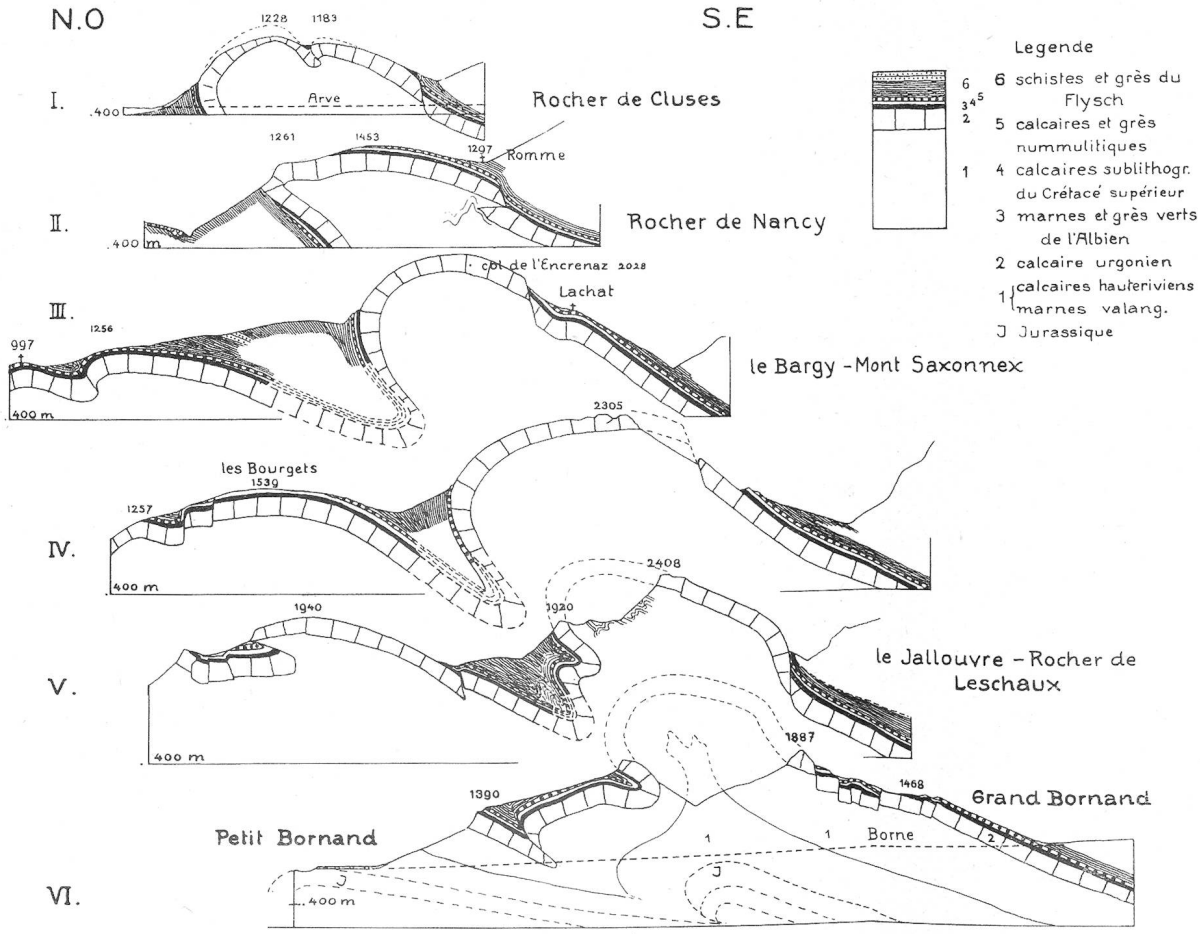 N.O
S.E
Legende
6 schistes et grès du
Flysch
5 calcaires et grès
nummulitiques
4 calcaires sublithogr.
du Crétacé supérieur
3 marnes et grès verts
de l'Albien
2 calcaire urgonien
1 calcaires hauteriviens
marnes valang.
J Jurassique
6
3 4 5
2
1
1228 1183
I.
.400
Arve
Rocher de Cluses
1261 1453 1297 Romme
II.
.400 m
Rocher de Nancy
col de l'Encrenaz 2028
Lachat
III.
997 1256
400 m
le Bargy - Mont Saxonnex
2305
les Bourgets
1539
1257
IV.
400 m
2408
1940 1920
V.
400 m
le Jallouvre - Rocher de
Leschaux
1887
1390 1468
Grand Bornand
Petit Bornand
1 1 Borne 2
J J
VI.
400 m